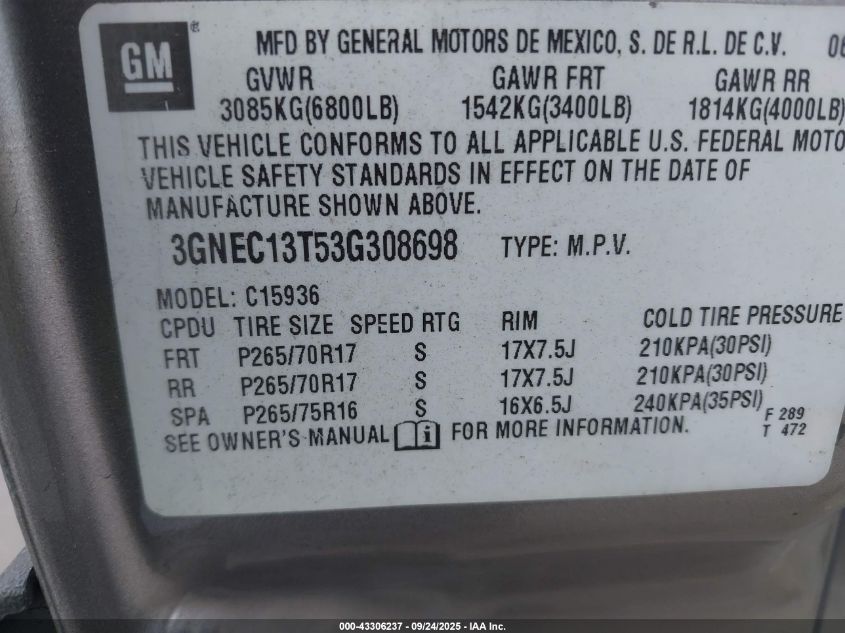 GM®
MFD BY GENERAL MOTORS DE MEXICO, S. DE R.L. DE C.V. 06
GVWR GAWR FRT GAWR RR
3085KG(6800LB) 1542KG(3400LB) 1814KG(4000LB)
THIS VEHICLE CONFORMS TO ALL APPLICABLE U.S. FEDERAL MOTO
VEHICLE SAFETY STANDARDS IN EFFECT ON THE DATE OF
MANUFACTURE SHOWN ABOVE.
3GNEC13T53G308698 TYPE: M.P.V.
MODEL: C15936
CPDU TIRE SIZE SPEED RTG RIM COLD TIRE PRESSURE
FRT P265/70R17 S 17X7.5J 210KPA(30PSI)
RR P265/70R17 S 17X7.5J 210KPA(30PSI)
SPA P265/75R16 S 16X6.5J 240KPA(35PSI) F 289
SEE OWNER'S MANUAL i FOR MORE INFORMATION. T 472
000-43306237 - 09/24/2025 - IAA Inc.